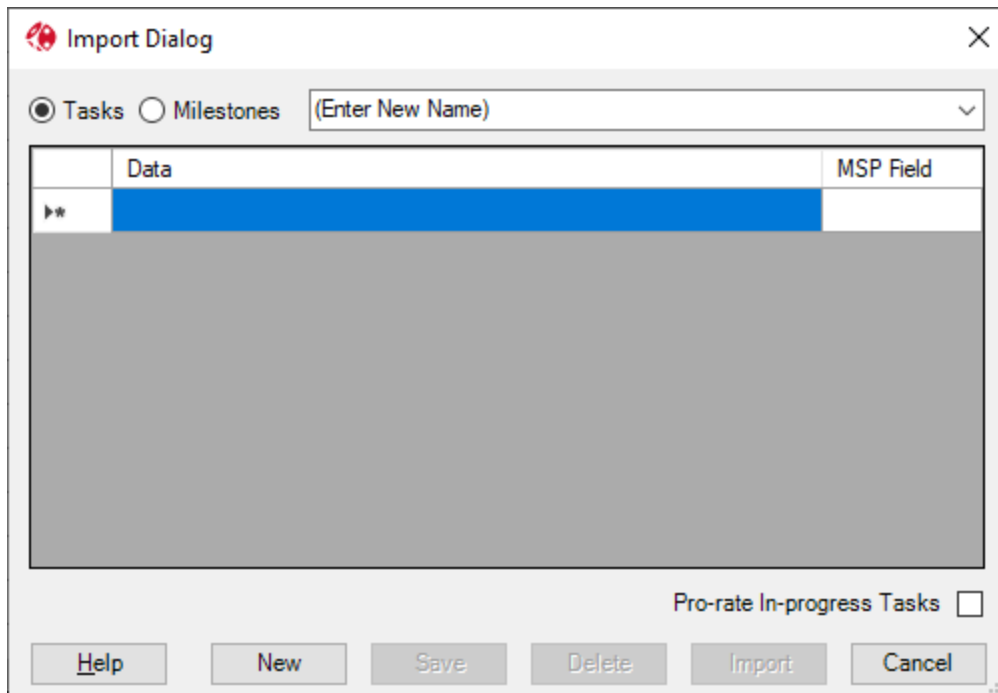 Import Dialog
Tasks Milestones (Enter New Name)
Data MSP Field
Pro-rate In-progress Tasks
Help New Save Delete Import Cancel